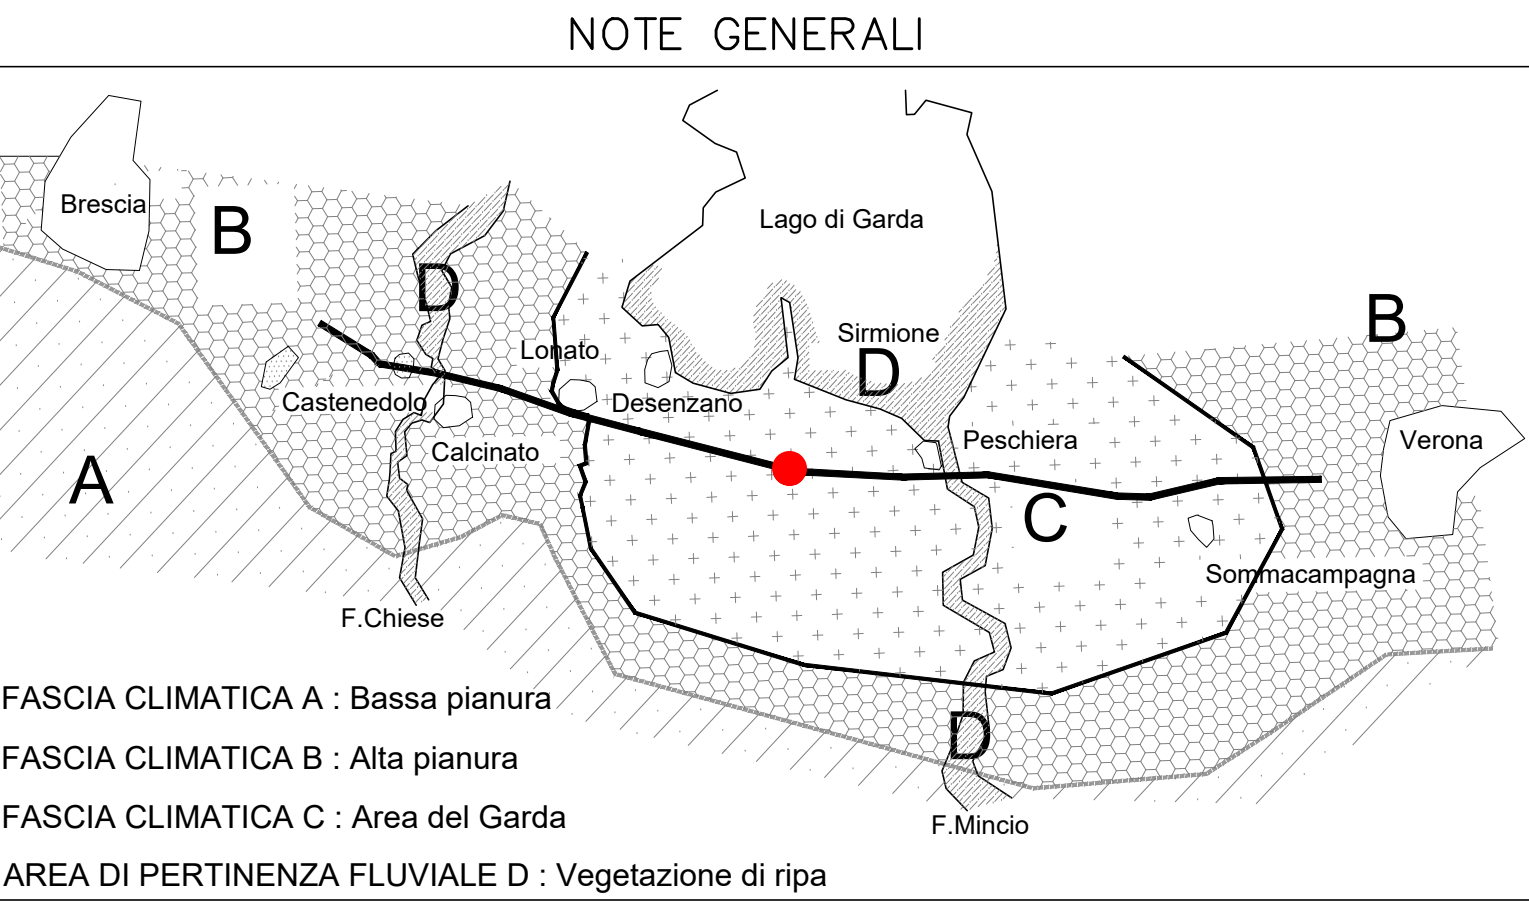 NOTE GENERALI
Brescia
B
Lago di Garda
D
B
Sirmione
Lonato
D
Castenedolo
Desenzano
Peschiera
Verona
Calcinato
A
C
Sommacampagna
F.Chiese
FASCIA CLIMATICA A : Bassa pianura
D
FASCIA CLIMATICA B : Alta pianura
FASCIA CLIMATICA C : Area del Garda
F.Mincio
AREA DI PERTINENZA FLUVIALE D : Vegetazione di ripa